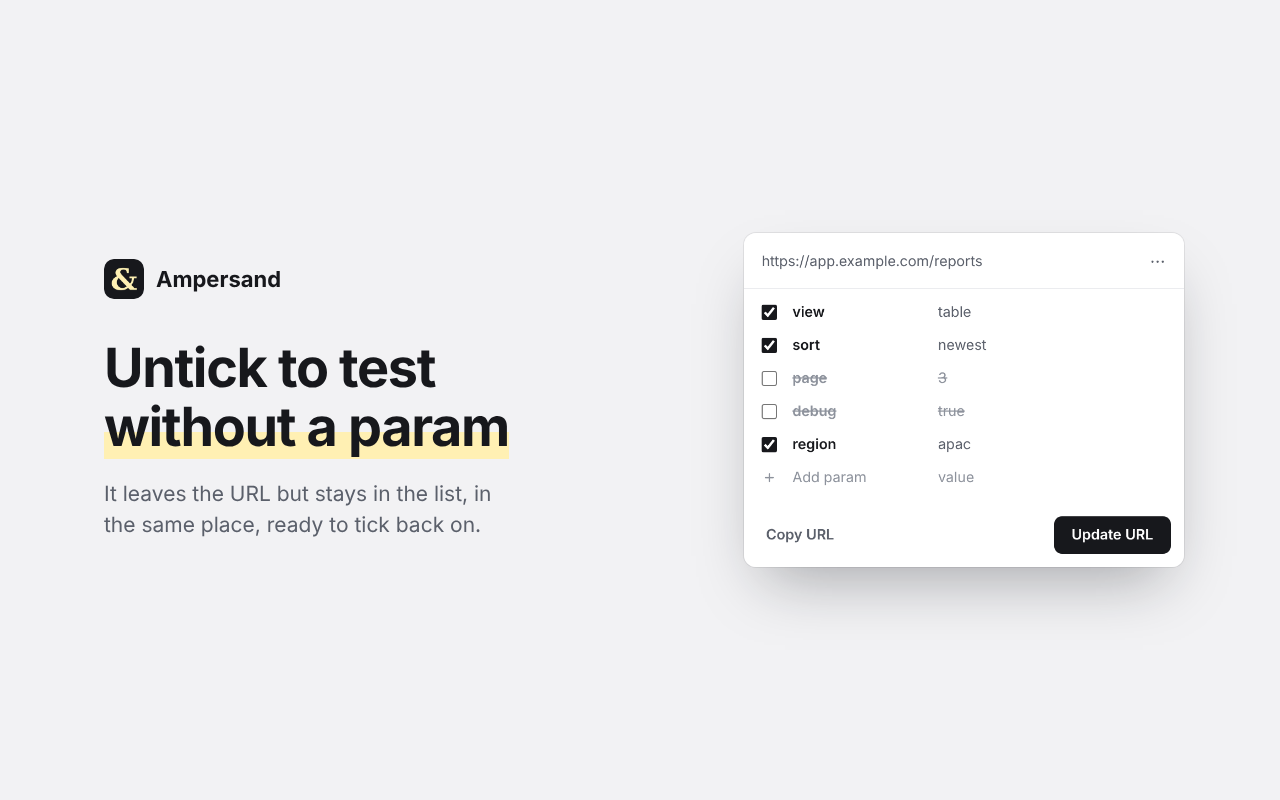 & Ampersand
Untick to test
without a param
It leaves the URL but stays in the list, in
the same place, ready to tick back on.
https://app.example.com/reports ···
view table
sort newest
page 3
debug true
region apac
+ Add param value
Copy URL Update URL